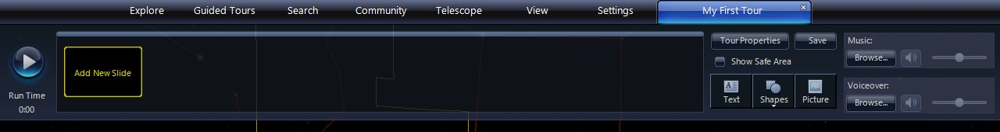 Explore Guided Tours Search Community Telescope View Settings My First Tour
Add New Slide
Run Time
0:00
Tour Properties Save
Show Safe Area
Text Shapes Picture
Music:
Browse...
Voiceover:
Browse...